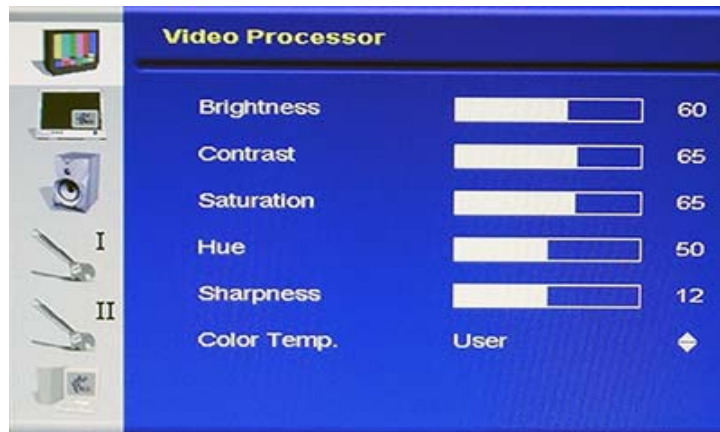 Video Processor
Brightness 60
Contrast 65
Saturation 65
I
Hue 50
Sharpness 12
II
Color Temp. User